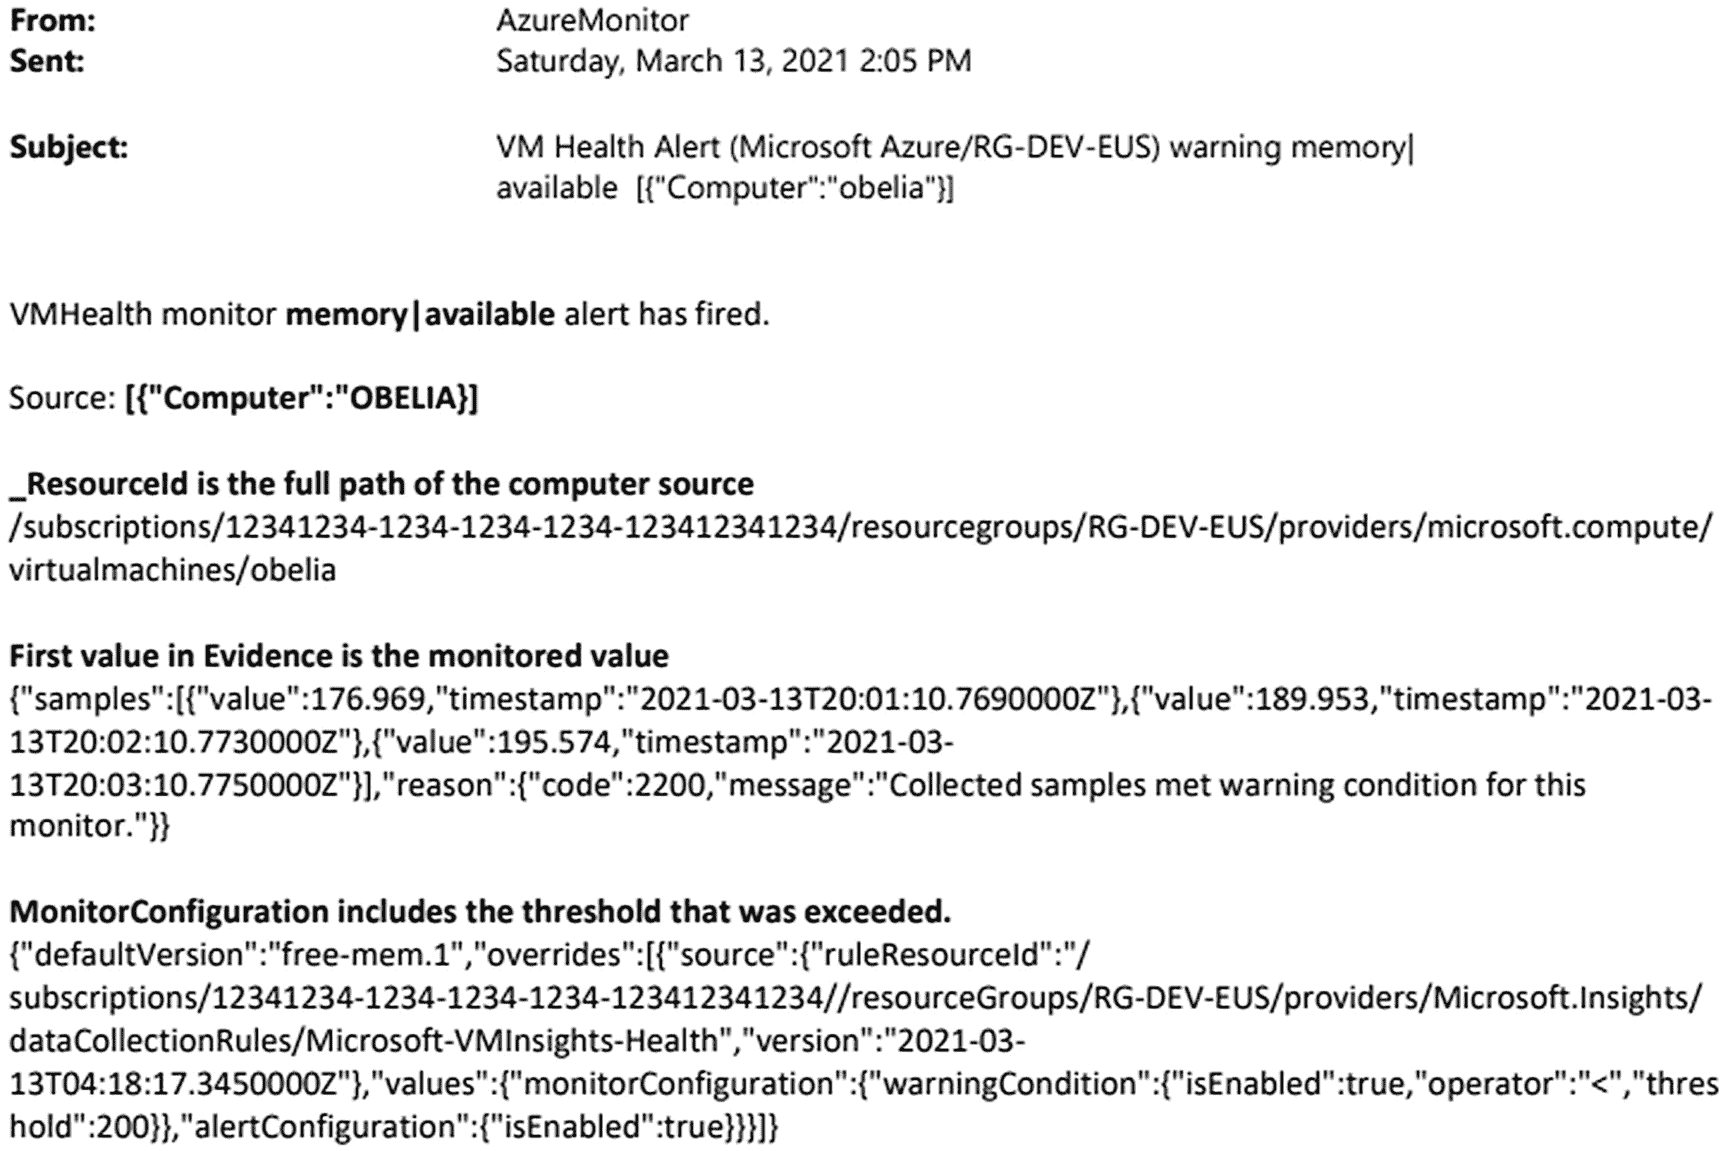 From: AzureMonitor
Sent: Saturday, March 13, 2021 2:05 PM
Subject: VM Health Alert (Microsoft Azure/RG-DEV-EUS) warning memory|
available [{"Computer":"obelia"}]
VMHealth monitor memory|available alert has fired.
Source: [{"Computer":"OBELIA}]
_ResourceId is the full path of the computer source
/subscriptions/12341234-1234-1234-1234-123412341234/resourcegroups/RG-DEV-EUS/providers/microsoft.compute/
virtualmachines/obelia
First value in Evidence is the monitored value
{"samples":[{"value":176.969,"timestamp":"2021-03-13T20:01:10.7690000Z"},{"value":189.953,"timestamp":"2021-03-
13T20:02:10.7730000Z"},{"value":195.574,"timestamp":"2021-03-
13T20:03:10.7750000Z"}],"reason":{"code":2200,"message":"Collected samples met warning condition for this
monitor."}}
MonitorConfiguration includes the threshold that was exceeded.
{"defaultVersion":"free-mem.1","overrides":[{"source":{"ruleResourceId":"/
subscriptions/12341234-1234-1234-1234-123412341234//resourceGroups/RG-DEV-EUS/providers/Microsoft.Insights/
dataCollectionRules/Microsoft-VMInsights-Health","version":"2021-03-
13T04:18:17.3450000Z"},"values":{"monitorConfiguration":{"warningCondition":{"isEnabled":true,"operator":"<","thres
hold":200}},"alertConfiguration":{"isEnabled":true}}}]}